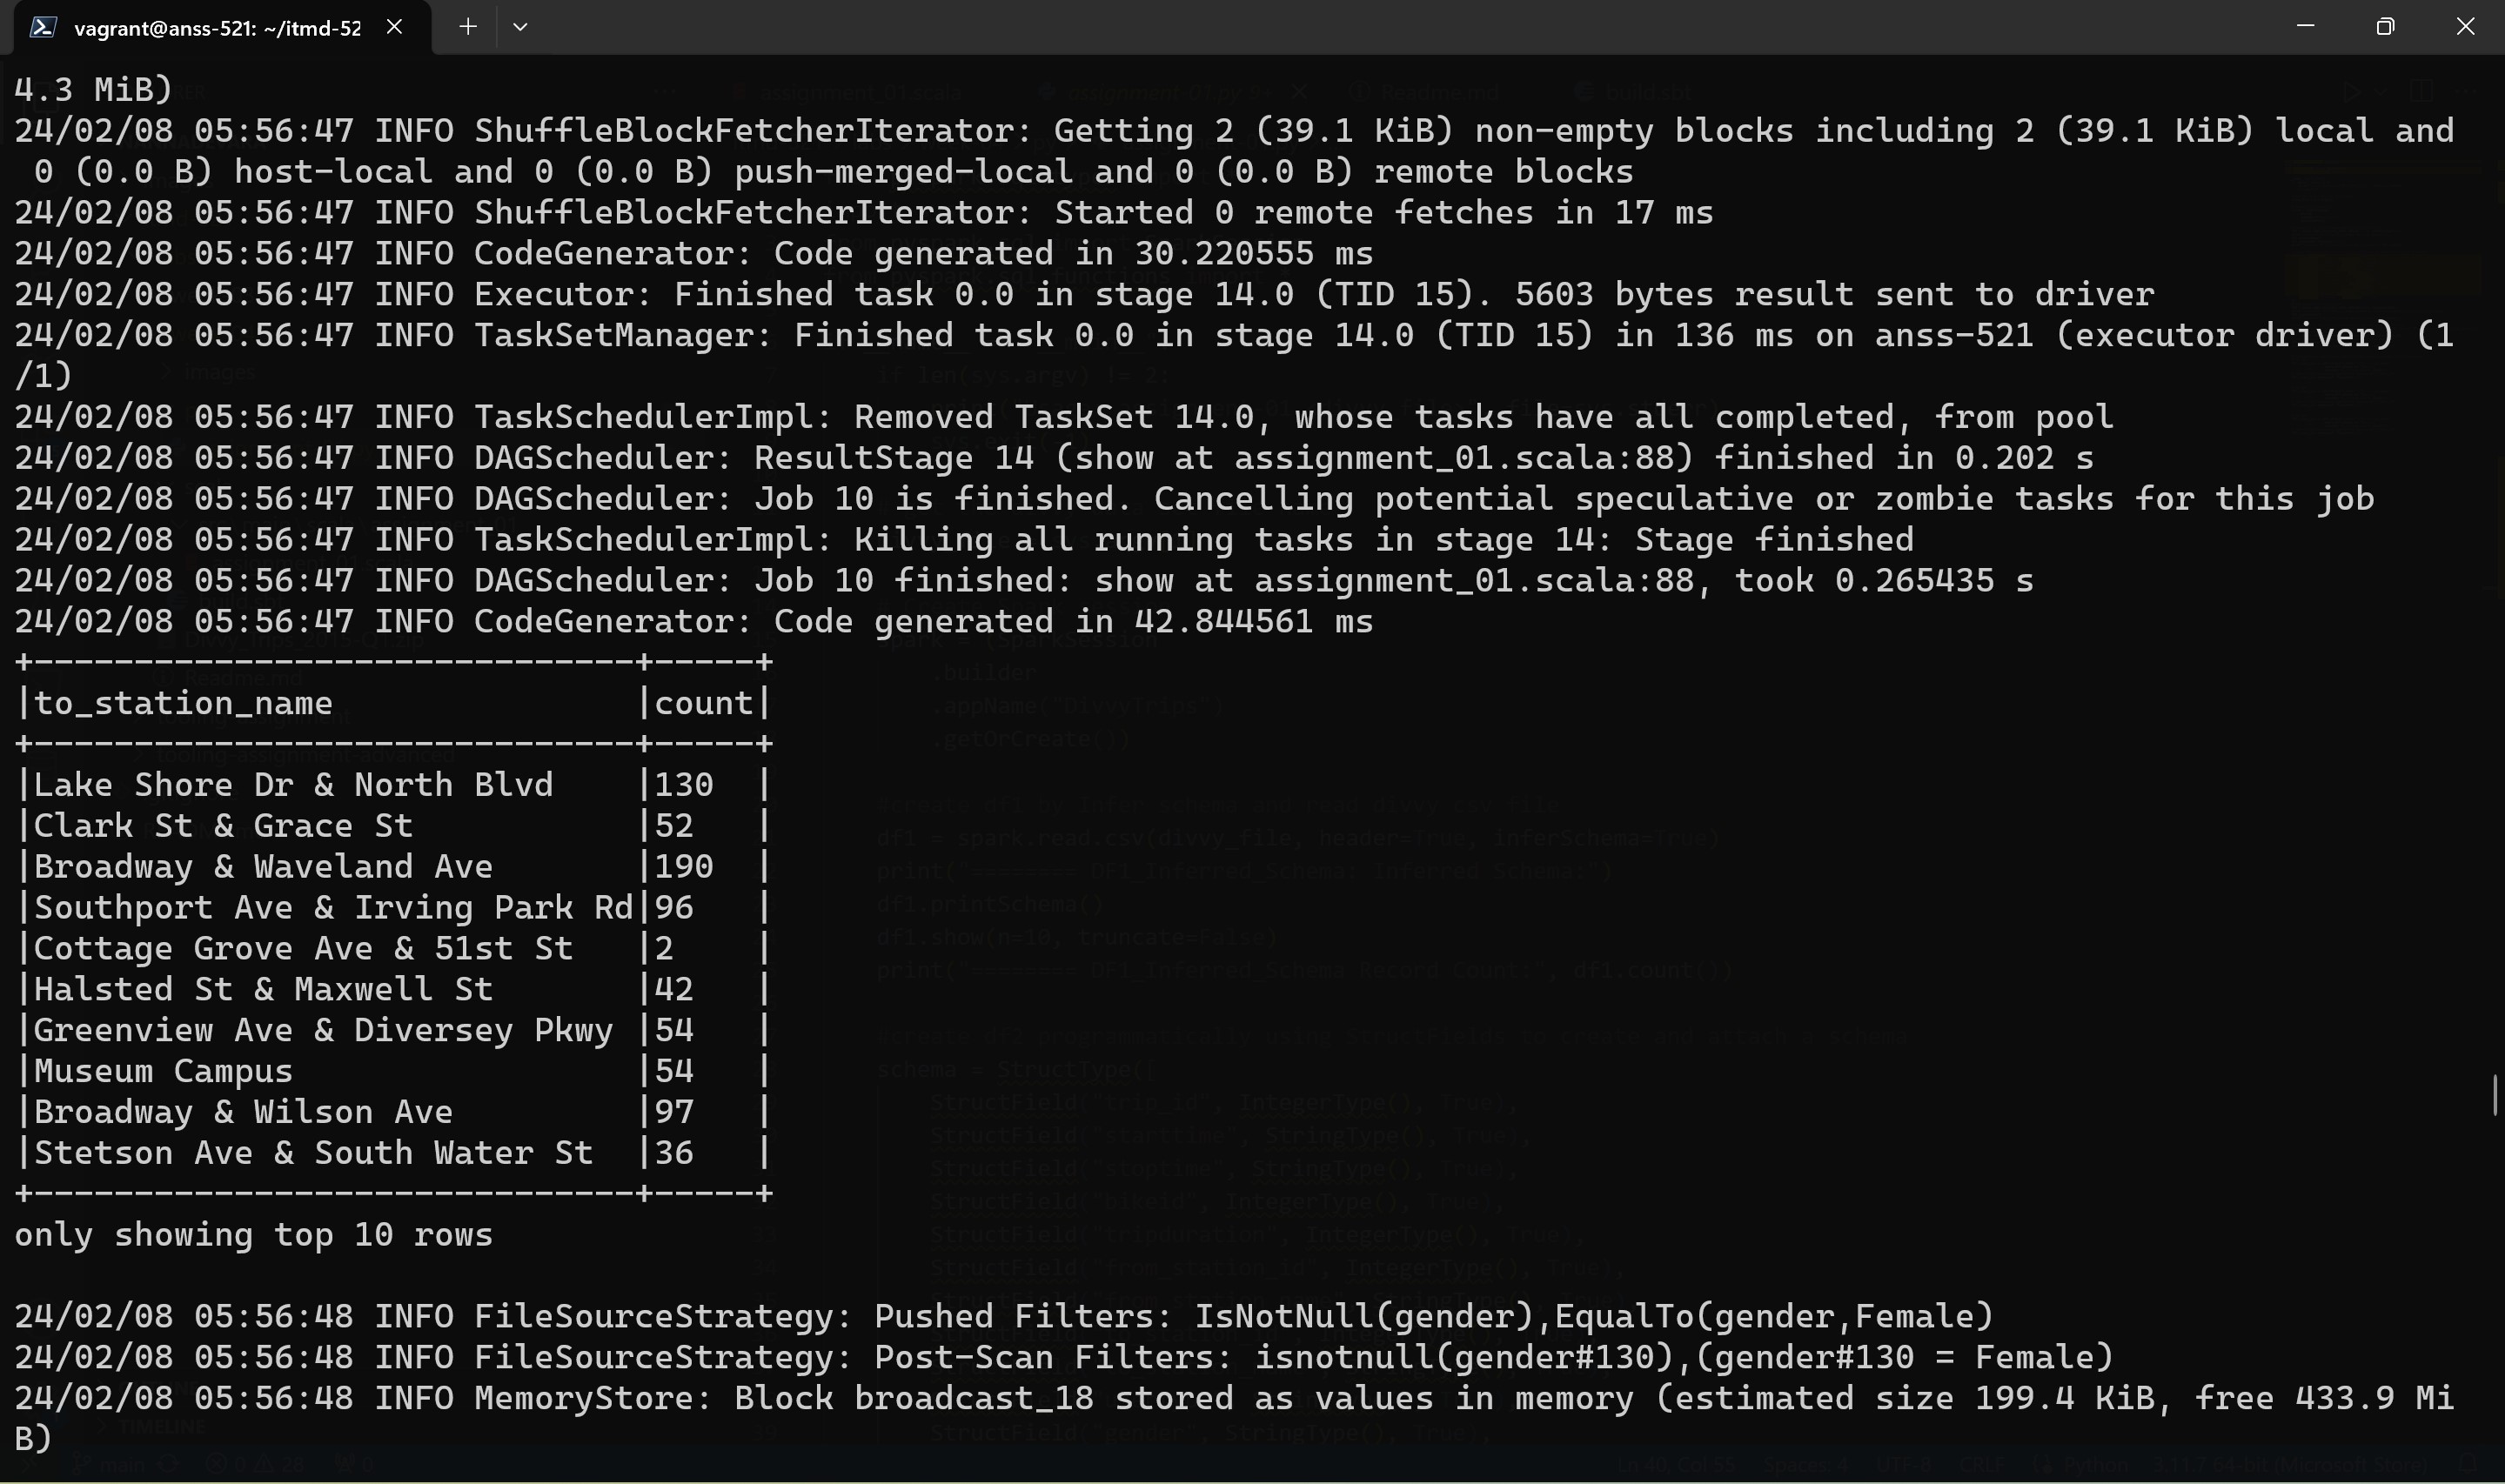 vagrant@anss-521: ~/itmd-52
4.3 MiB)
24/02/08 05:56:47 INFO ShuffleBlockFetcherIterator: Getting 2 (39.1 KiB) non-empty blocks including 2 (39.1 KiB) local and
 0 (0.0 B) host-local and 0 (0.0 B) push-merged-local and 0 (0.0 B) remote blocks
24/02/08 05:56:47 INFO ShuffleBlockFetcherIterator: Started 0 remote fetches in 17 ms
24/02/08 05:56:47 INFO CodeGenerator: Code generated in 30.220555 ms
24/02/08 05:56:47 INFO Executor: Finished task 0.0 in stage 14.0 (TID 15). 5603 bytes result sent to driver
24/02/08 05:56:47 INFO TaskSetManager: Finished task 0.0 in stage 14.0 (TID 15) in 136 ms on anss-521 (executor driver) (1
/1)
24/02/08 05:56:47 INFO TaskSchedulerImpl: Removed TaskSet 14.0, whose tasks have all completed, from pool
24/02/08 05:56:47 INFO DAGScheduler: ResultStage 14 (show at assignment_01.scala:88) finished in 0.202 s
24/02/08 05:56:47 INFO DAGScheduler: Job 10 is finished. Cancelling potential speculative or zombie tasks for this job
24/02/08 05:56:47 INFO TaskSchedulerImpl: Killing all running tasks in stage 14: Stage finished
24/02/08 05:56:47 INFO DAGScheduler: Job 10 finished: show at assignment_01.scala:88, took 0.265435 s
24/02/08 05:56:47 INFO CodeGenerator: Code generated in 42.844561 ms
+------------------------------+-----+
|to_station_name               |count|
+------------------------------+-----+
|Lake Shore Dr & North Blvd    |130  |
|Clark St & Grace St           |52   |
|Broadway & Waveland Ave       |190  |
|Southport Ave & Irving Park Rd|96   |
|Cottage Grove Ave & 51st St   |2    |
|Halsted St & Maxwell St       |42   |
|Greenview Ave & Diversey Pkwy |54   |
|Museum Campus                 |54   |
|Broadway & Wilson Ave         |97   |
|Stetson Ave & South Water St  |36   |
+------------------------------+-----+
only showing top 10 rows
24/02/08 05:56:48 INFO FileSourceStrategy: Pushed Filters: IsNotNull(gender),EqualTo(gender,Female)
24/02/08 05:56:48 INFO FileSourceStrategy: Post-Scan Filters: isnotnull(gender#130),(gender#130 = Female)
24/02/08 05:56:48 INFO MemoryStore: Block broadcast_18 stored as values in memory (estimated size 199.4 KiB, free 433.9 Mi
B)